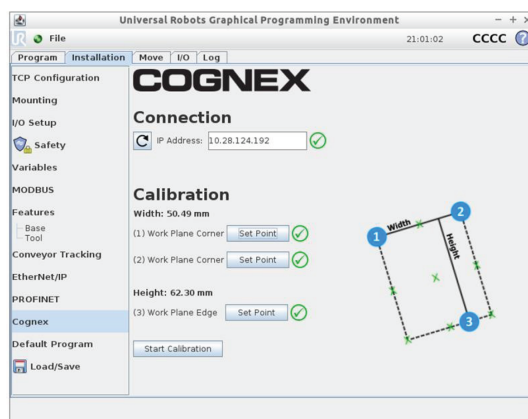 Universal Robots Graphical Programming Environment
File
21:01:02
CCCC
?
Program Installation Move I/O Log
TCP Configuration
Mounting
I/O Setup
Safety
Variables
MODBUS
Features
Base
Tool
Conveyor Tracking
EtherNet/IP
PROFINET
Cognex
Default Program
Load/Save
COGNEX
Connection
IP Address: 10.28.124.192
Calibration
Width: 50.49 mm
(1) Work Plane Corner Set Point
(2) Work Plane Corner Set Point
Height: 62.30 mm
(3) Work Plane Edge Set Point
Start Calibration
1
Width
2
Height
3